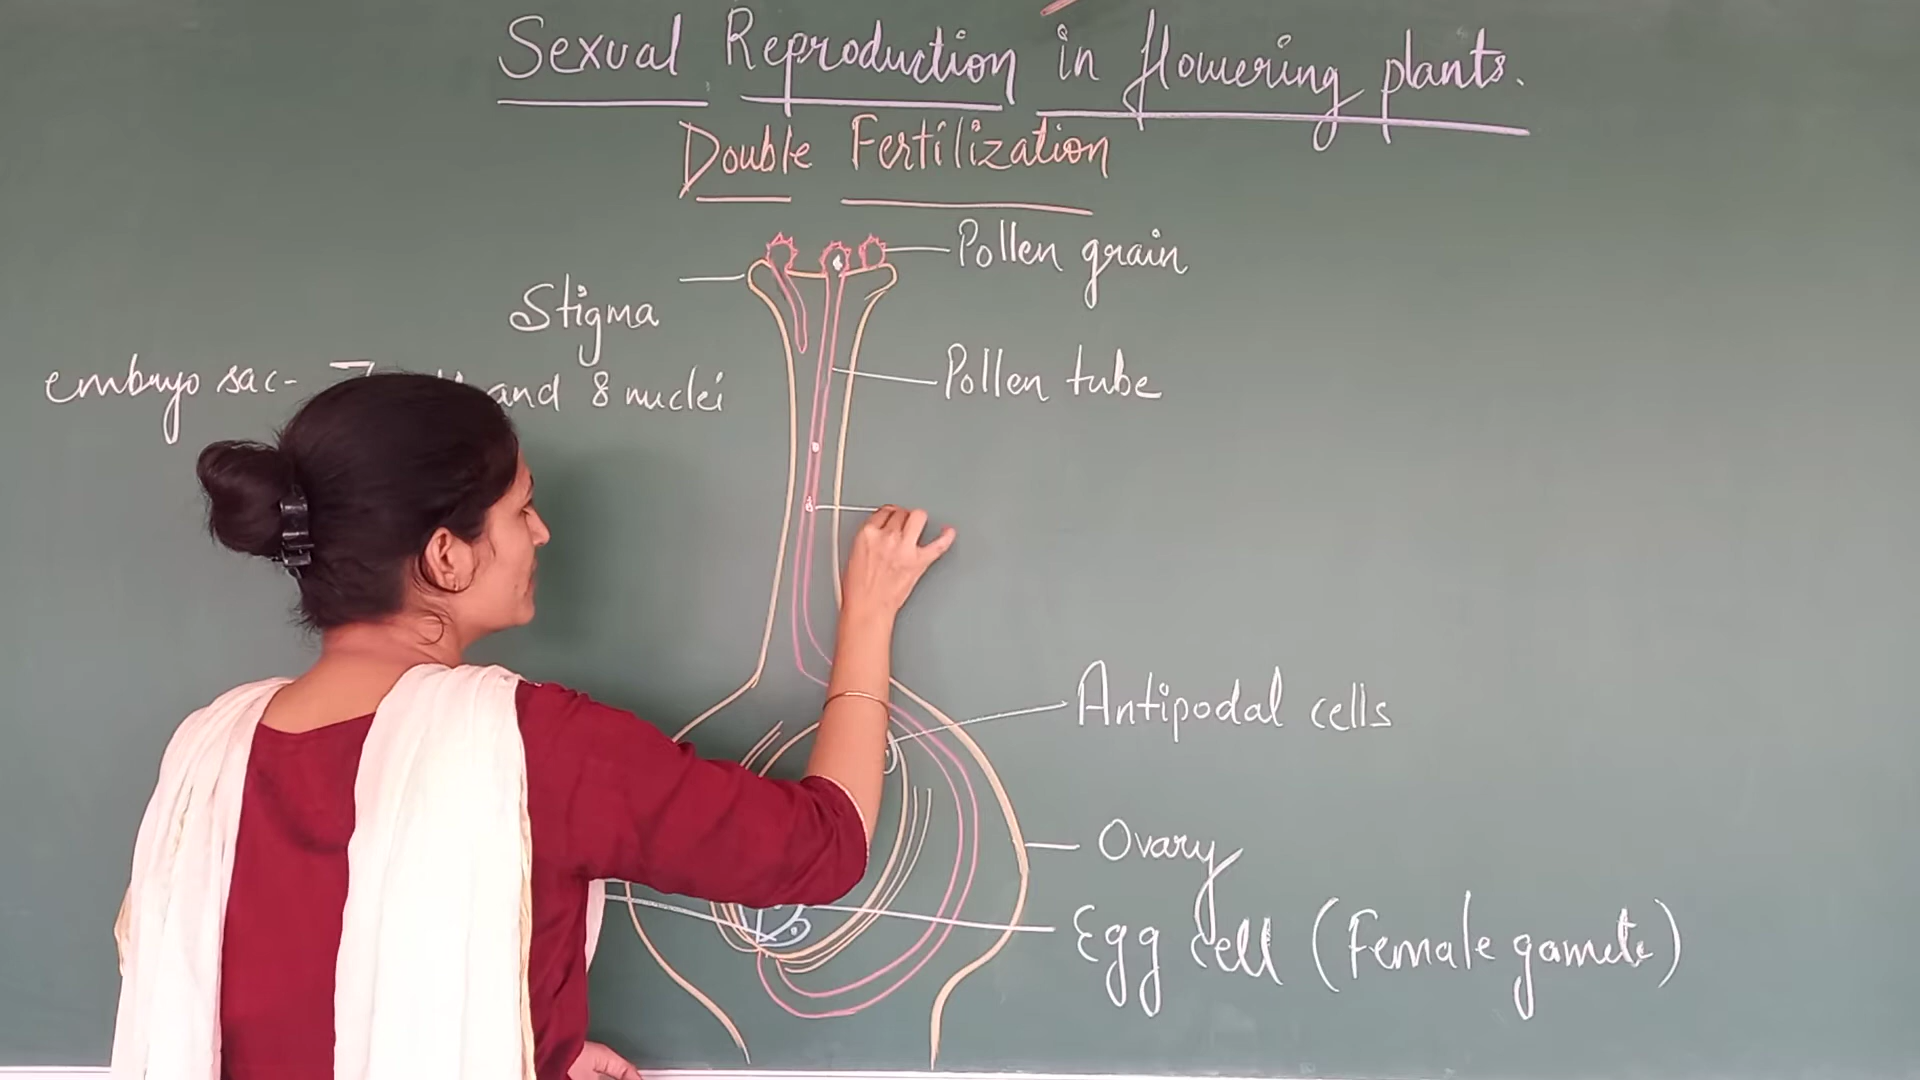 Sexual Reproduction in flowering plants.
Double Fertilization
Pollen grain
Stigma
embryo sac- 7 and 8 nuclei
Pollen tube
Antipodal cells
Ovary
Egg cell (Female gamete)